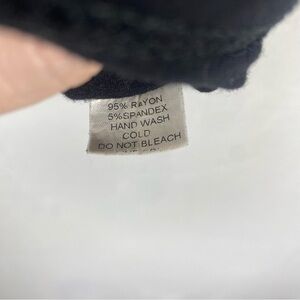 95% RAYON
5%SPANDEX
HAND WASH
COLD
DO NOT BLEACH